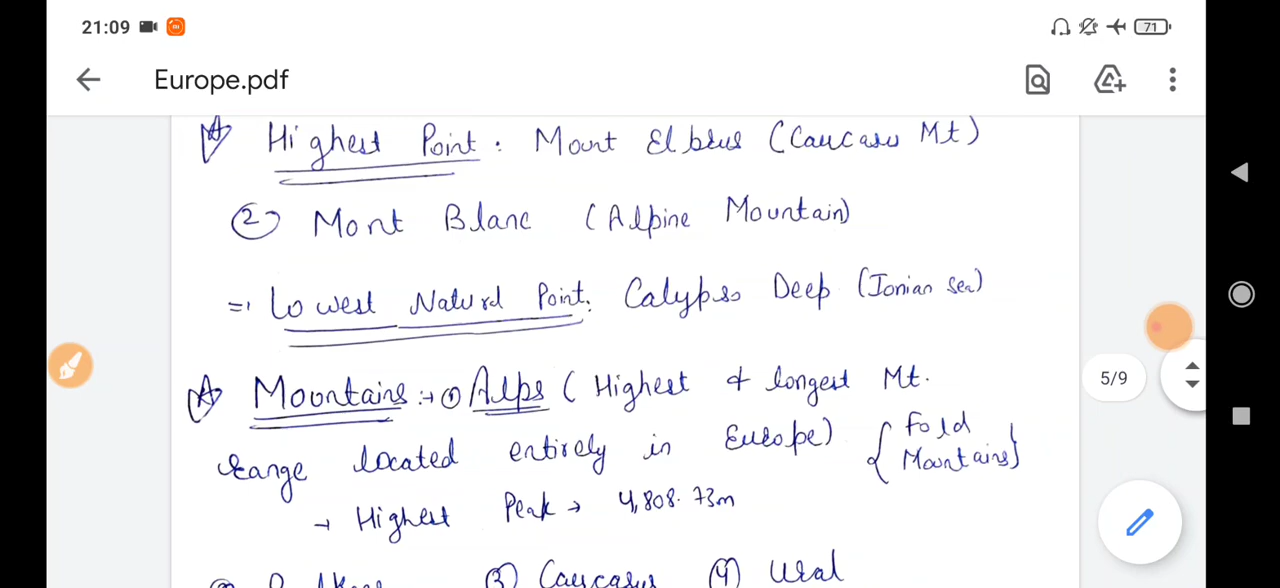 21:09 71
Europe.pdf
Highest Point : Mount Elbrus (Caucasus Mt)
② Mont Blanc (Alpine Mountain)
=> Lowest Natural Point: Calypso Deep (Ionian Sea)
Mountains :→ ① Alps (Highest & longest Mt.
range located entirely in Europe) {Fold Mountains}
→ Highest Peak → 4,808.73m
③ Caucasus ④ Ural
5/9